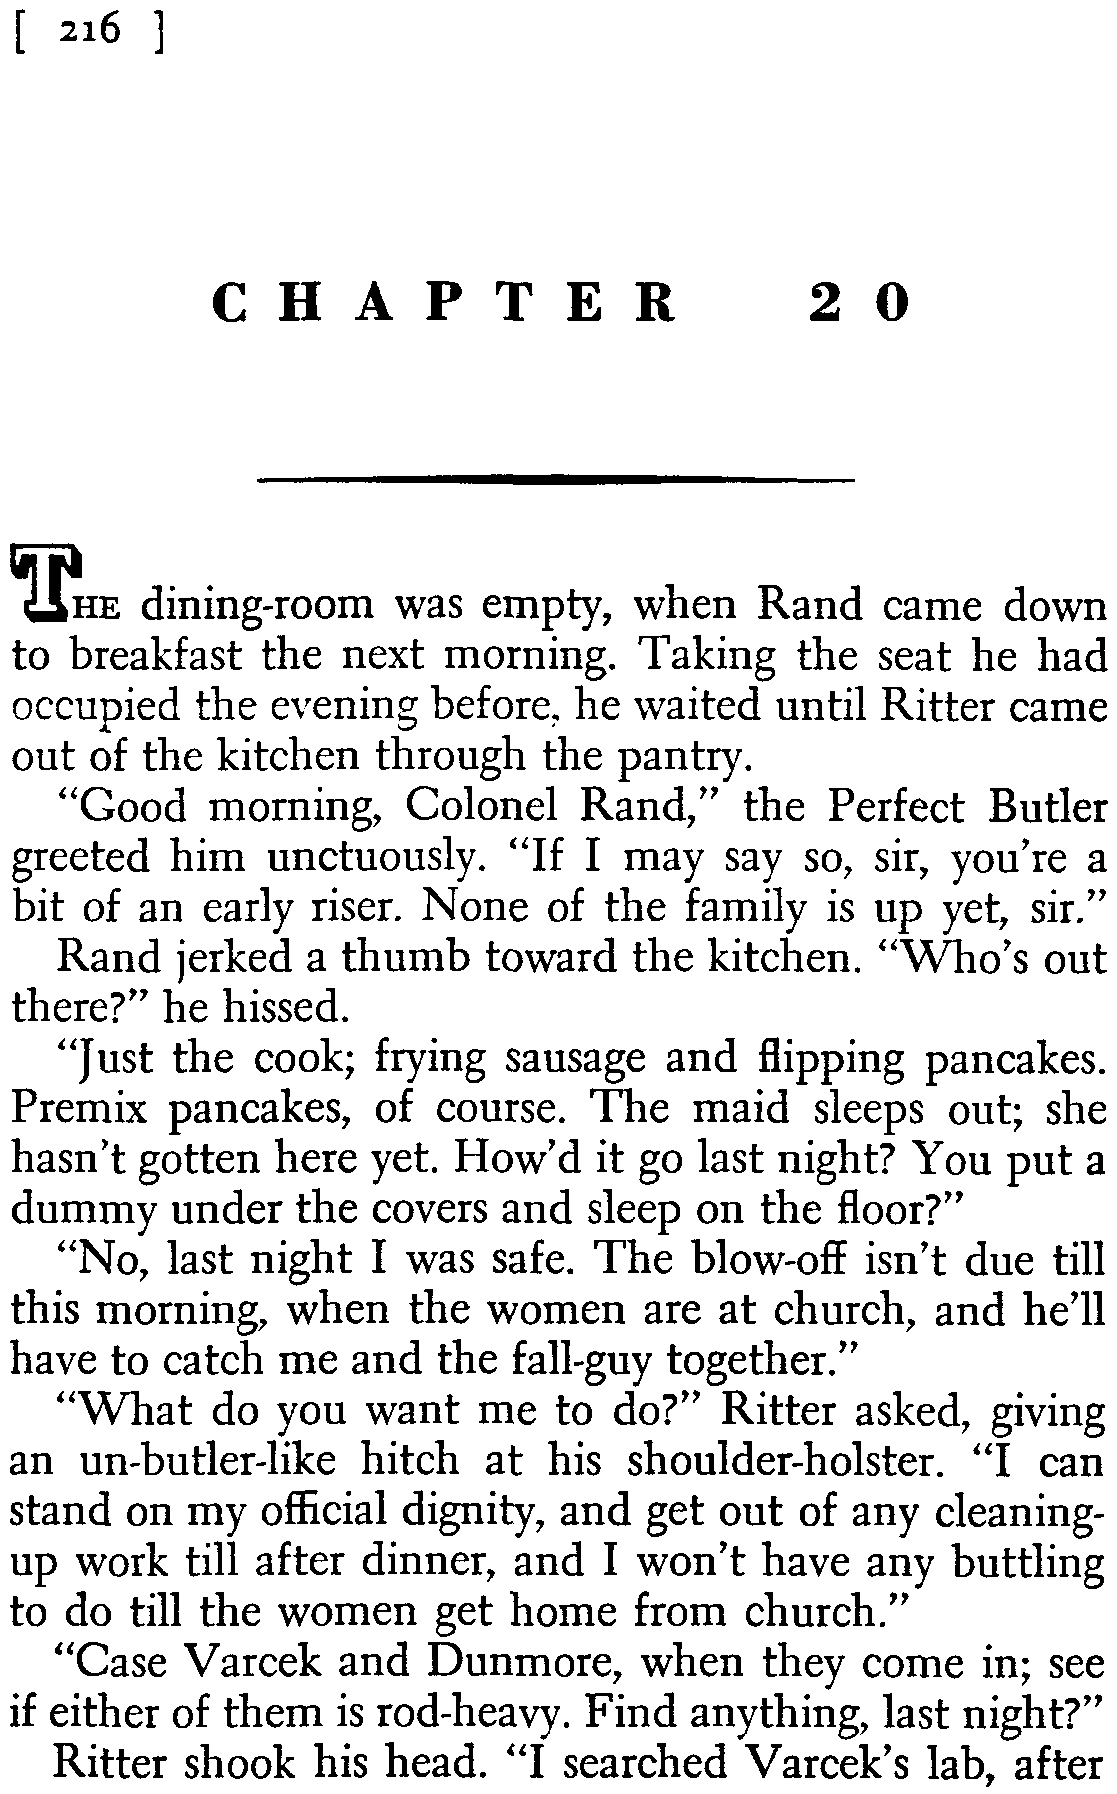 [ 216 ]
CHAPTER 20
THE dining-room was empty, when Rand came down
to breakfast the next morning. Taking the seat he had
occupied the evening before, he waited until Ritter came
out of the kitchen through the pantry.
“Good morning, Colonel Rand,” the Perfect Butler
greeted him unctuously. “If I may say so, sir, you’re a
bit of an early riser. None of the family is up yet, sir.”
Rand jerked a thumb toward the kitchen. “Who’s out
there?” he hissed.
“Just the cook; frying sausage and flipping pancakes.
Premix pancakes, of course. The maid sleeps out; she
hasn’t gotten here yet. How’d it go last night? You put a
dummy under the covers and sleep on the floor?”
“No, last night I was safe. The blow-off isn’t due till
this morning, when the women are at church, and he’ll
have to catch me and the fall-guy together.”
“What do you want me to do?” Ritter asked, giving
an un-butler-like hitch at his shoulder-holster. “I can
stand on my official dignity, and get out of any cleaning-
up work till after dinner, and I won’t have any buttling
to do till the women get home from church.”
“Case Varcek and Dunmore, when they come in; see
if either of them is rod-heavy. Find anything, last night?”
Ritter shook his head. “I searched Varcek’s lab, after